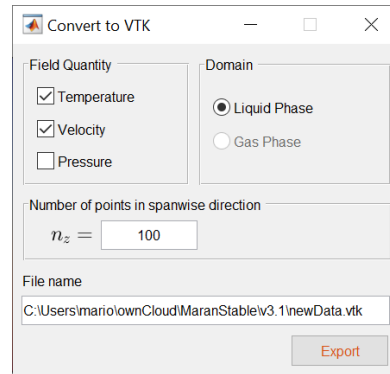 Convert to VTK
Field Quantity
Temperature
Velocity
Pressure
Domain
Liquid Phase
Gas Phase
Number of points in spanwise direction
n_z = 100
File name
C:\Users\mario\ownCloud\MaranStable\v3.1\newData.vtk
Export